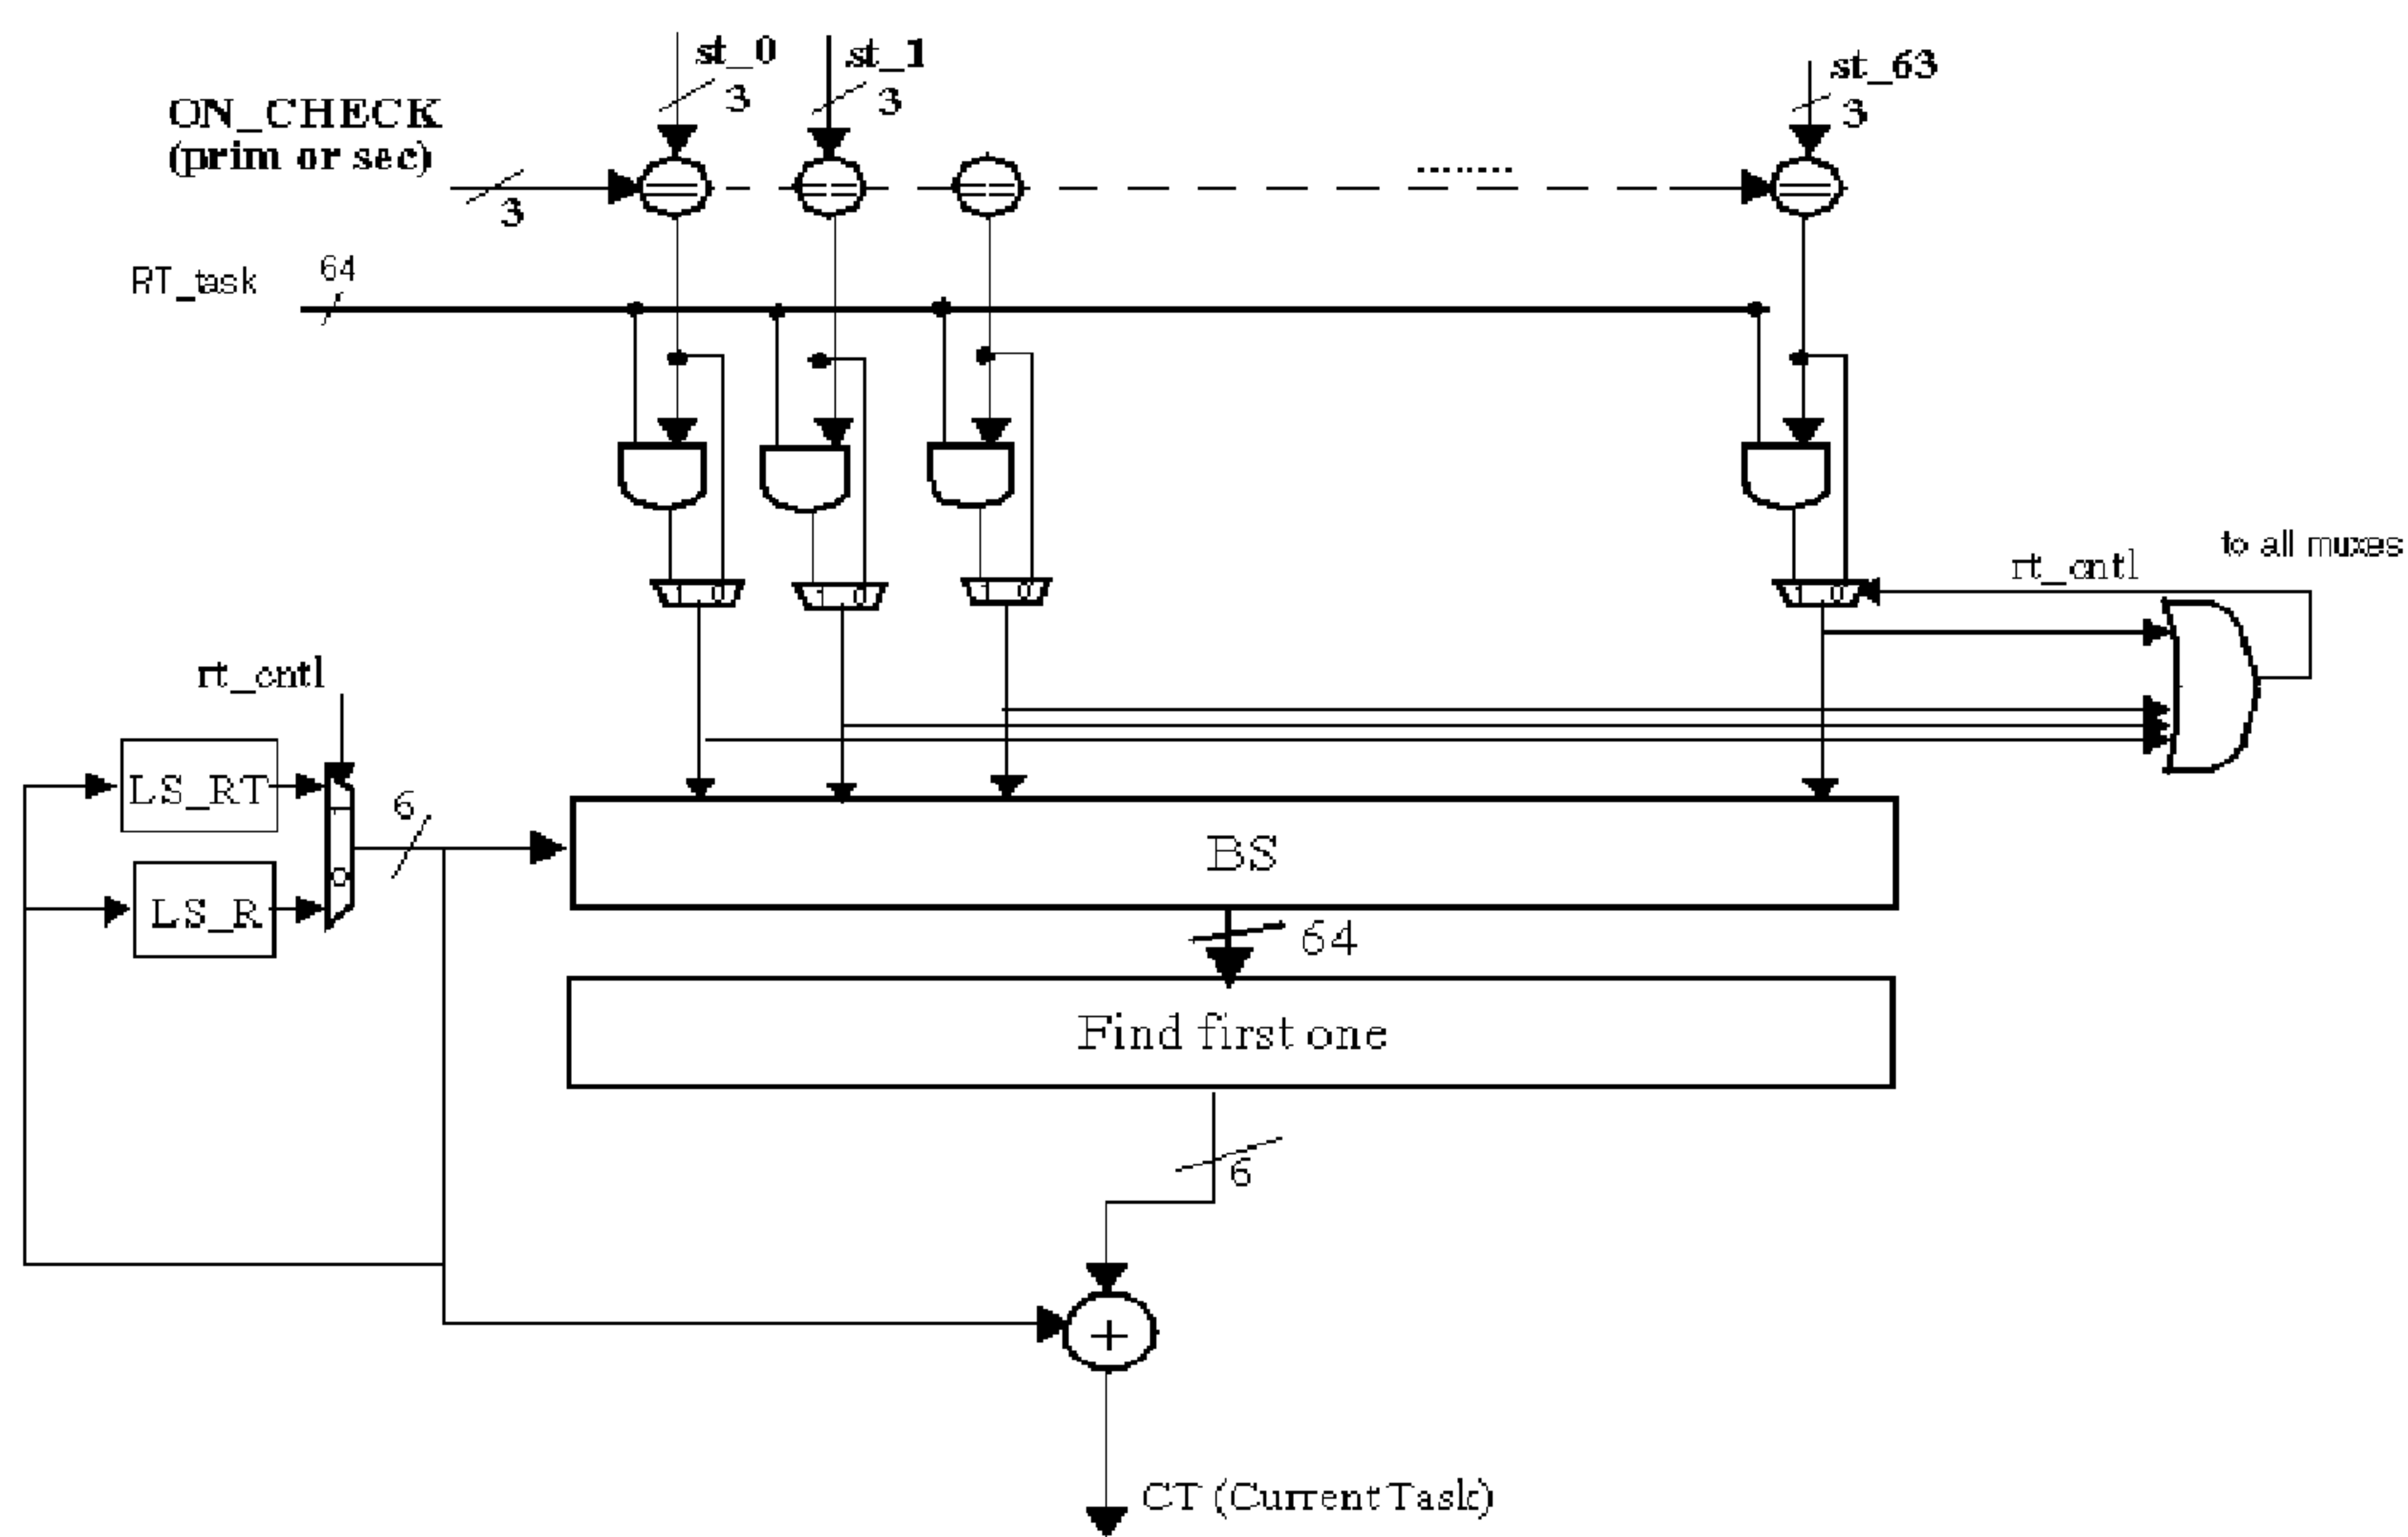 st_0
st_1
st_63
3
3
3
ON_CHECK
(prim or sec)
3
........
RT_task
64
1 0
1 0
1 0
1 0
rt_cntl
to all muxes
rt_cntl
LS_RT
1
6
0
LS_R
BS
64
Find first one
6
+
CT (Current Task)